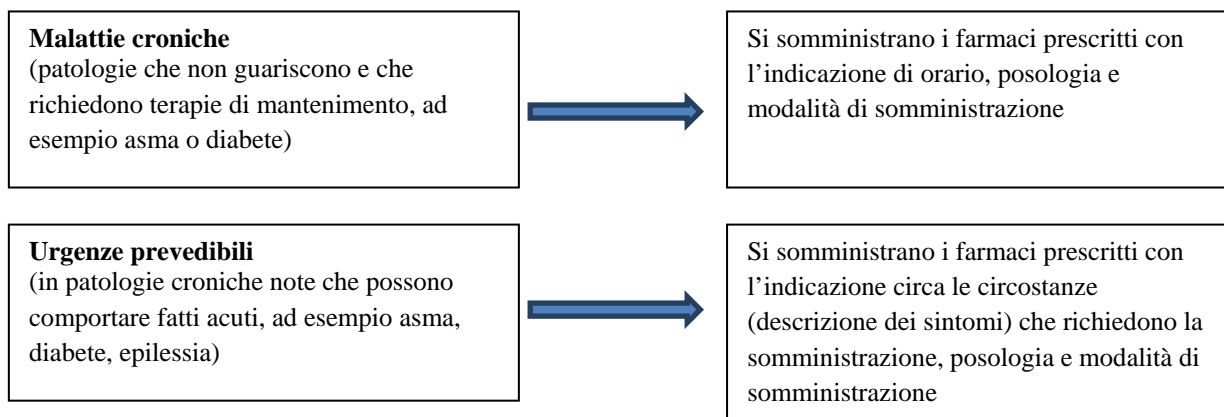 Malattie croniche
(patologie che non guariscono e che
richiedono terapie di mantenimento, ad
esempio asma o diabete)
Si somministrano i farmaci prescritti con
l’indicazione di orario, posologia e
modalità di somministrazione
Urgenze prevedibili
(in patologie croniche note che possono
comportare fatti acuti, ad esempio asma,
diabete, epilessia)
Si somministrano i farmaci prescritti con
l’indicazione circa le circostanze
(descrizione dei sintomi) che richiedono la
somministrazione, posologia e modalità di
somministrazione